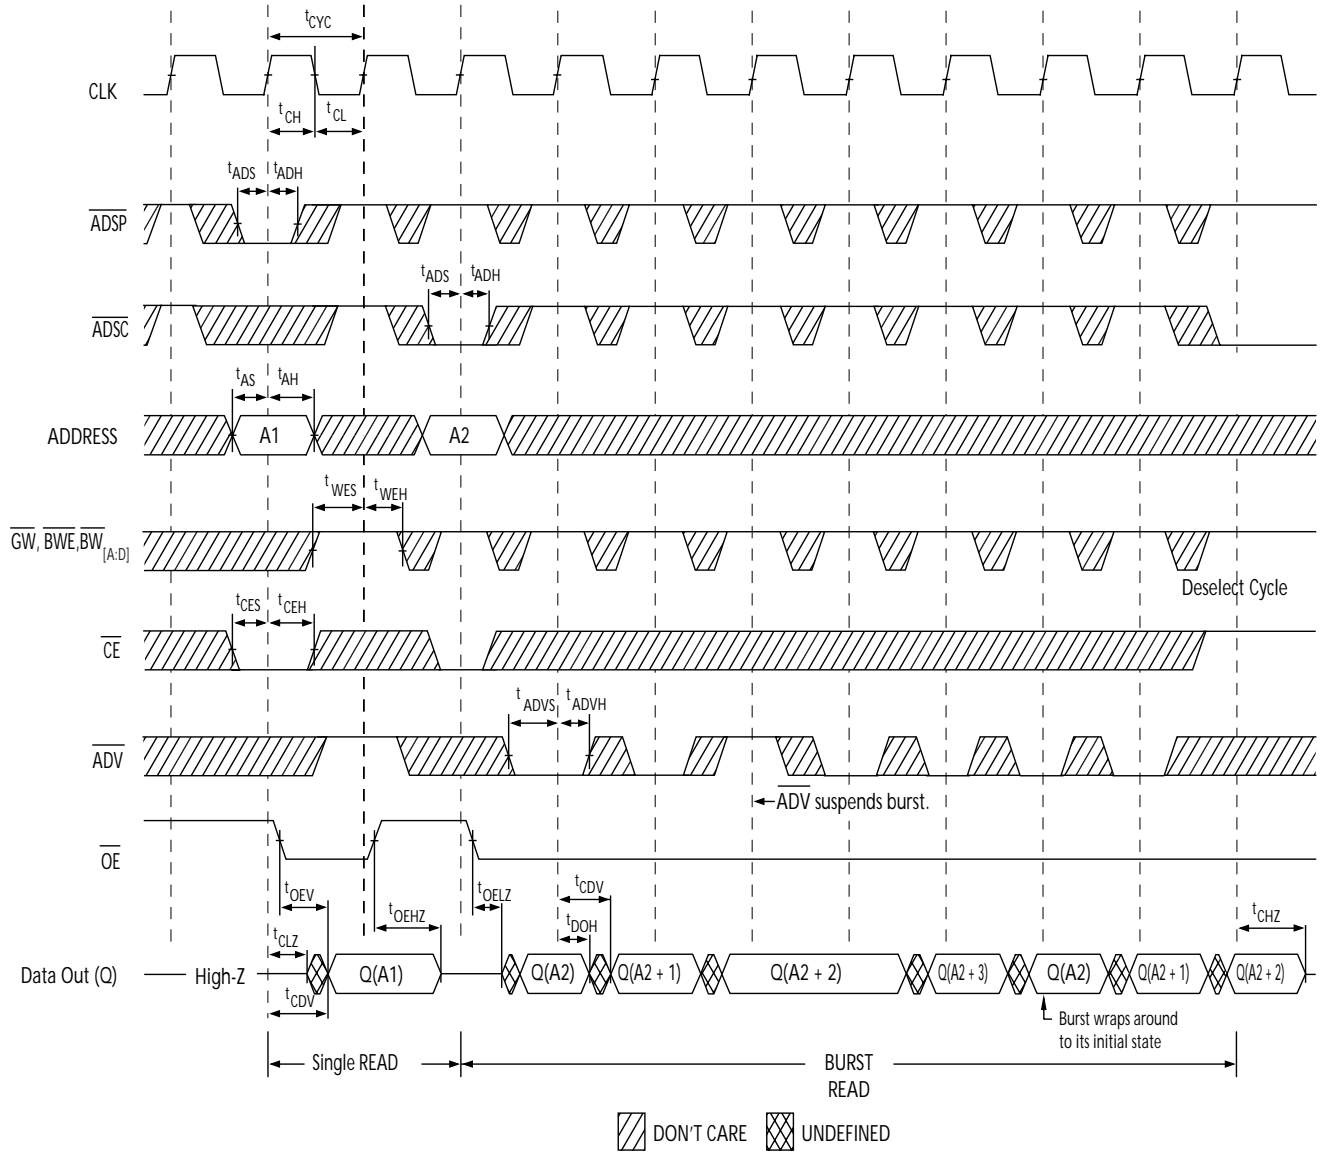 tCYC
CLK
tCH
tCL
tADS
tADH
ADSP
tADS
tADH
ADSC
tAS
tAH
ADDRESS
A1
A2
tWES
tWEH
GW, BWE,BW[A:D]
Deselect Cycle
tCES
tCEH
CE
tADVS
tADVH
ADV
ADV suspends burst.
OE
tOEV
tOEHZ
tOELZ
tCDV
tDOH
tCHZ
tCLZ
Data Out (Q)
High-Z
Q(A1)
Q(A2)
Q(A2 + 1)
Q(A2 + 2)
Q(A2 + 3)
Q(A2)
Q(A2 + 1)
Q(A2 + 2)
tCDV
Burst wraps around
to its initial state
Single READ
BURST
READ
DON'T CARE
UNDEFINED